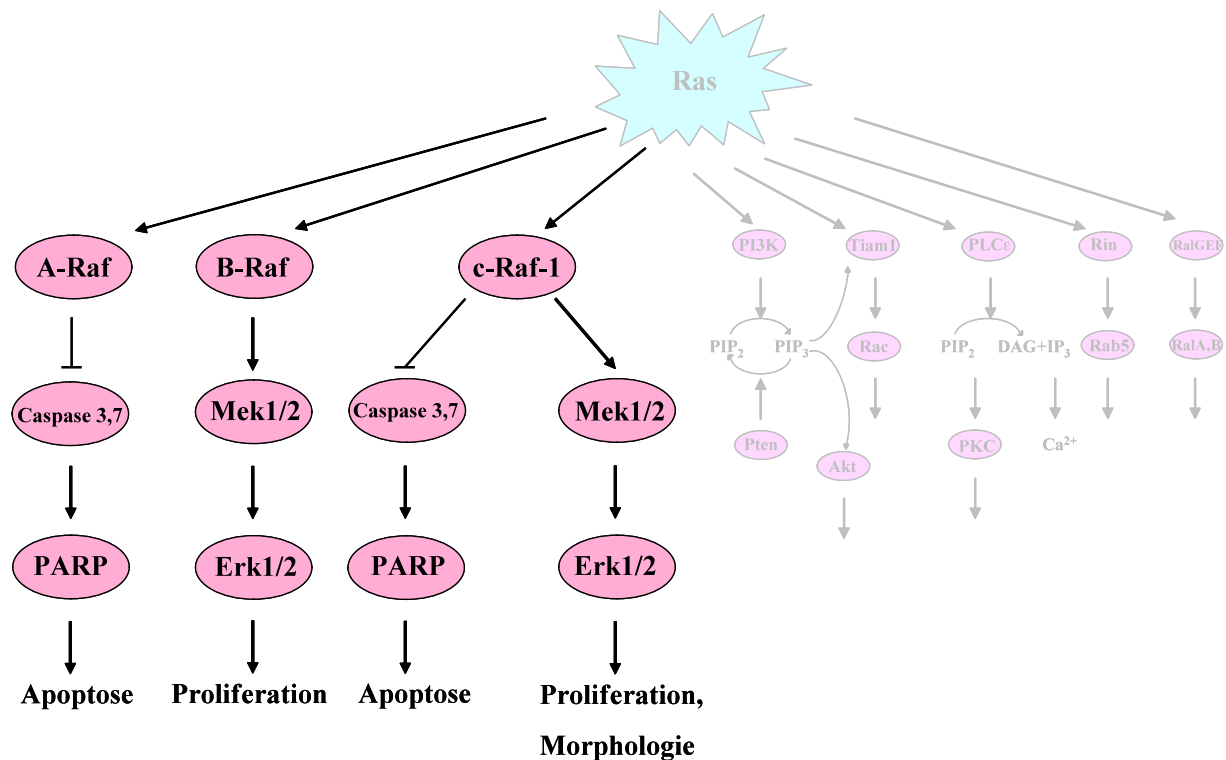 Ras
A-Raf
B-Raf
c-Raf-1
PI3K
Tiam1
PLCε
Rin
RalGEF
PIP2
PIP3
Rac
PIP2
DAG+IP3
Rab5
RalA,B
Caspase 3,7
Mek1/2
Caspase 3,7
Mek1/2
Pten
Akt
PKC
Ca²⁺
PARP
Erk1/2
PARP
Erk1/2
Apoptose
Proliferation
Apoptose
Proliferation,
Morphologie